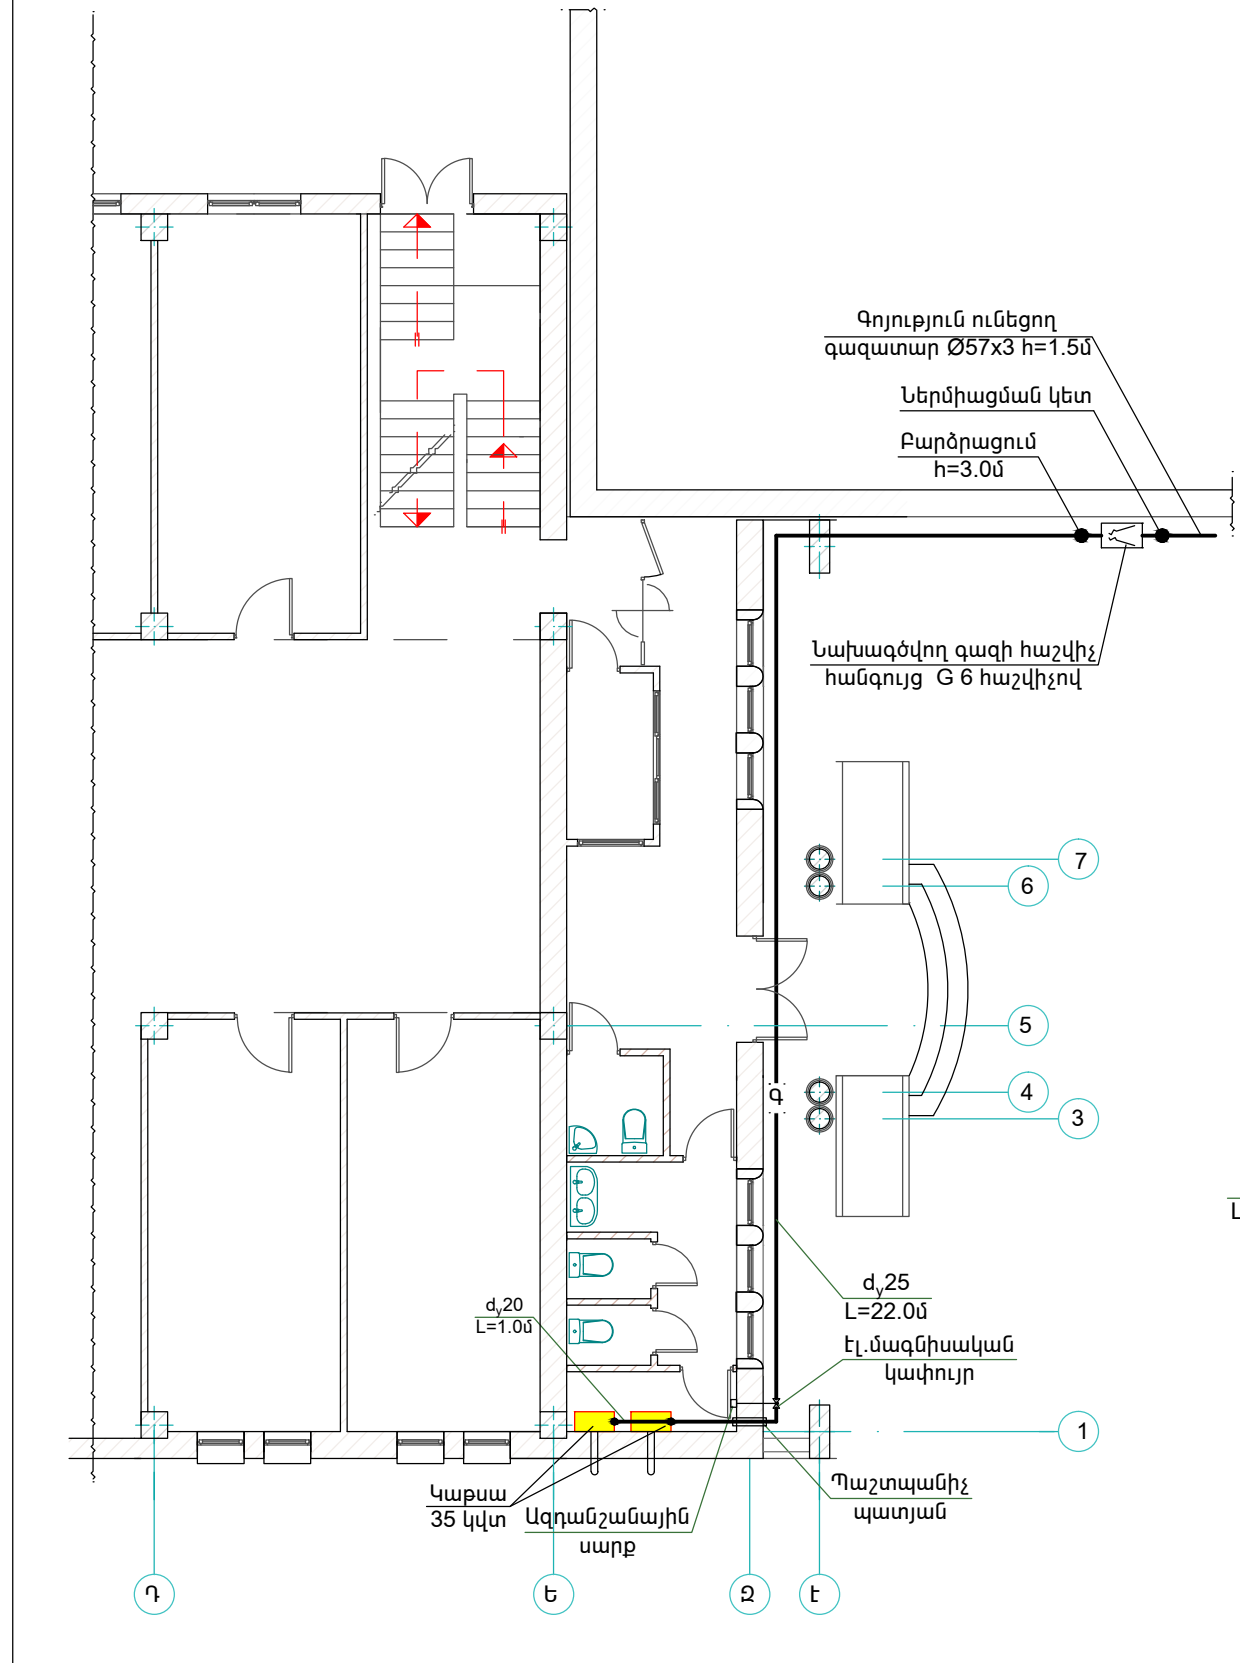 Գոյություն ունեցող
գազատար Ø57x3 h=1.5մ
Ներմիացման կետ
Բարձրացում
h=3.0մ
Նախագծվող գազի հաշվիչ
հանգույց G 6 հաշվիչով
7
6
5
4
3
Գ
L
dy25
L=22.0մ
dy20
L=1.0մ
էլ.մագնիսական
կափույր
1
Պաշտպանիչ
պատյան
Կաթսա
35 կվտ
Ազդանշանային
սարք
Դ
Ե
Զ
Է